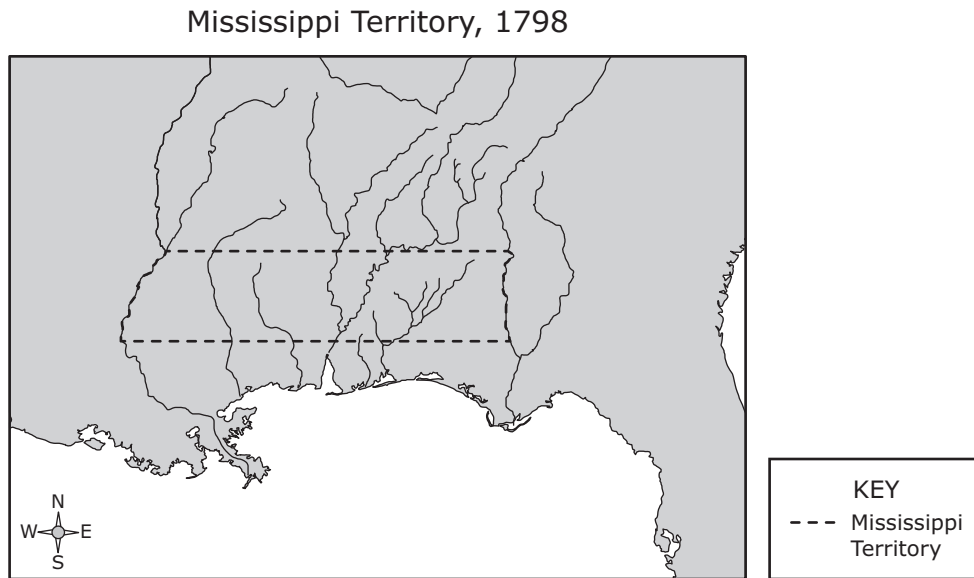 Mississippi Territory, 1798
N
W E
S
KEY
Mississippi
Territory